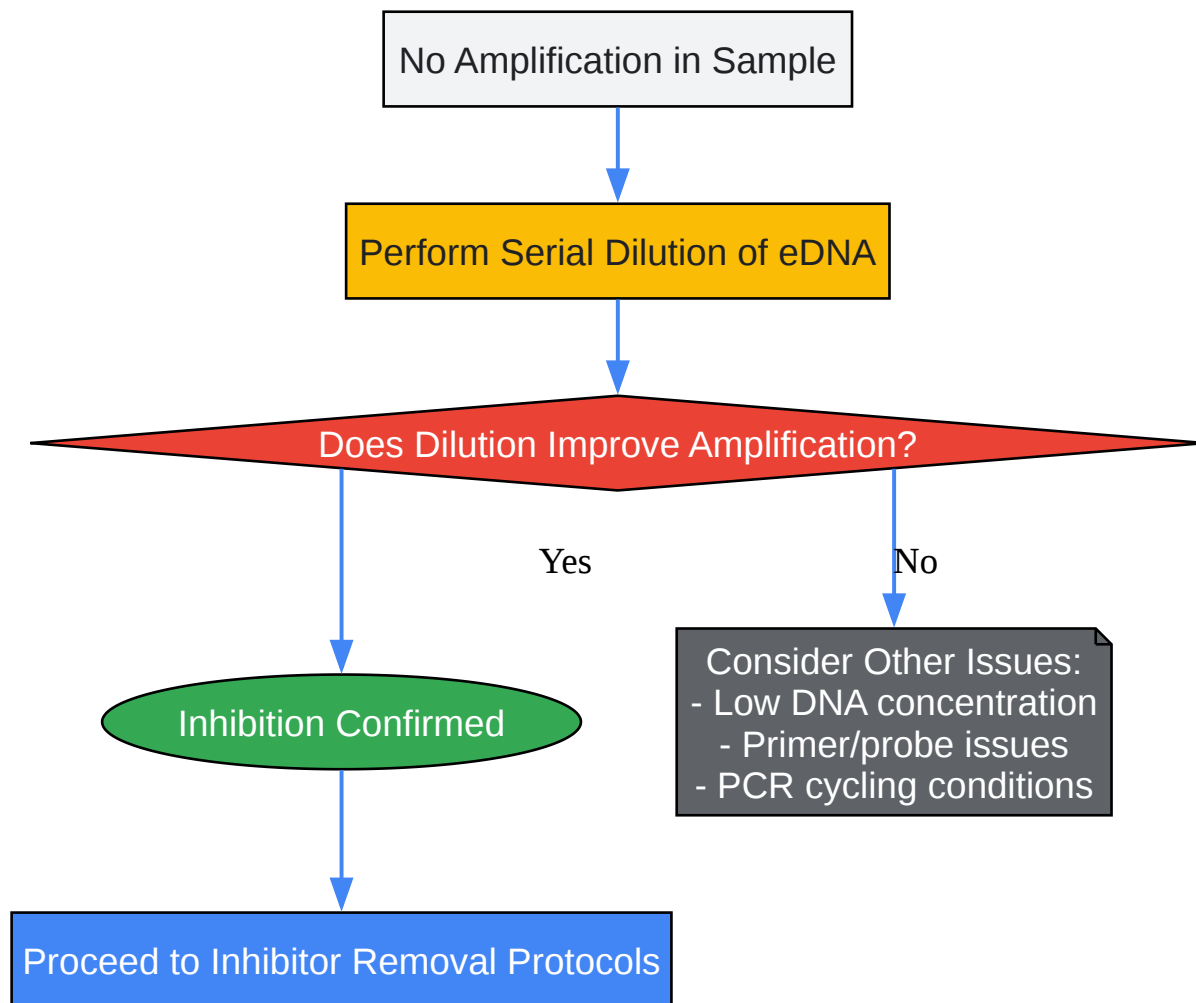 No Amplification in Sample
Perform Serial Dilution of eDNA
Does Dilution Improve Amplification?
Yes
No
Inhibition Confirmed
Consider Other Issues:
- Low DNA concentration
- Primer/probe issues
- PCR cycling conditions
Proceed to Inhibitor Removal Protocols